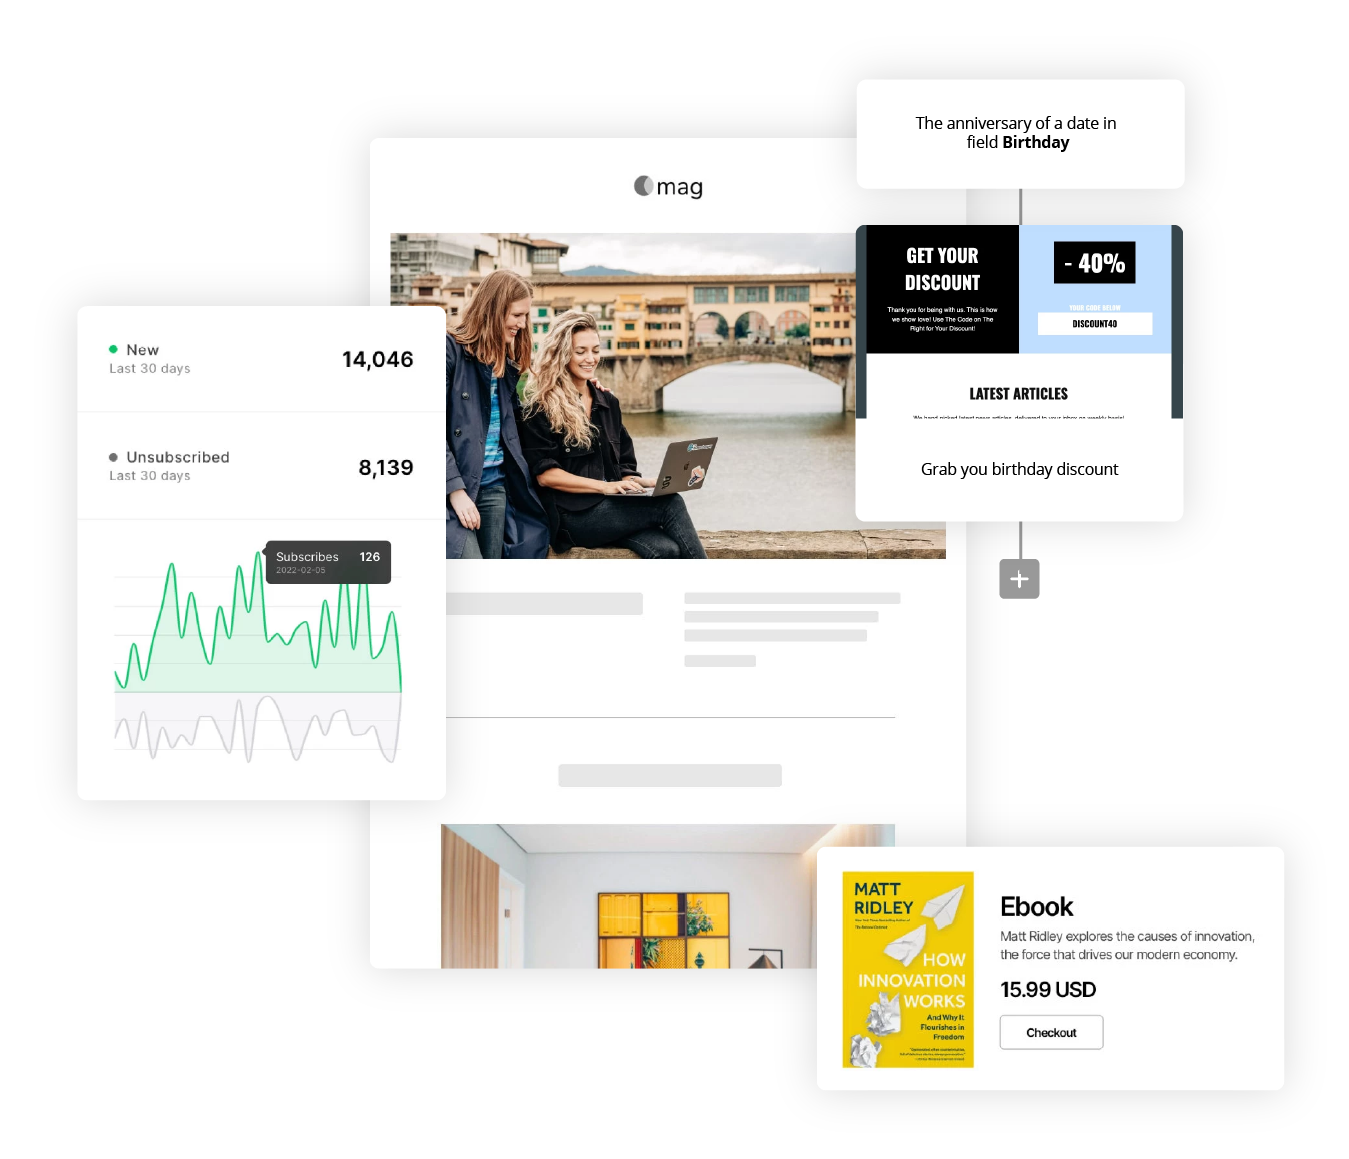 The anniversary of a date in
field Birthday
mag
GET YOUR
DISCOUNT
Thank you for being with us. This is how
we show love! Use The Code on The
Right for Your Discount!
- 40%
YOUR CODE BELOW
DISCOUNT40
LATEST ARTICLES
Grab you birthday discount
New
Last 30 days
14,046
Unsubscribed
Last 30 days
8,139
Subscribes 126
2022-02-05
MATT
RIDLEY
HOW
INNOVATION
WORKS
And Why It
Flourishes in
Freedom
Ebook
Matt Ridley explores the causes of innovation,
the force that drives our modern economy.
15.99 USD
Checkout